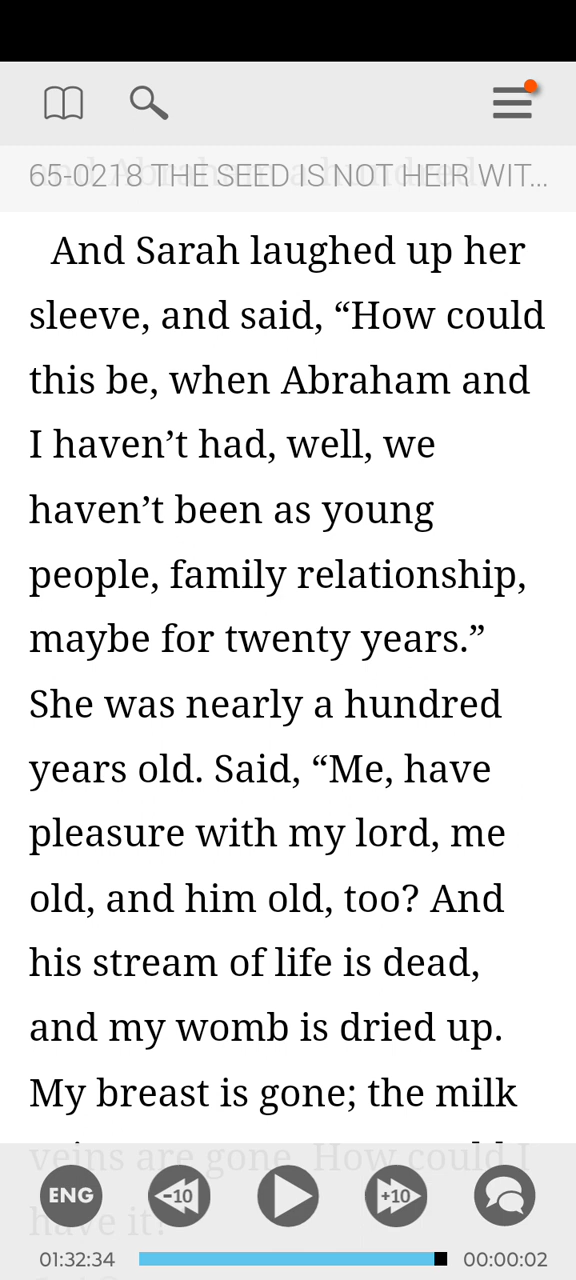 and Abraham a hundred.
65-0218 THE SEED IS NOT HEIR WIT...
And Sarah laughed up her
sleeve, and said, “How could
this be, when Abraham and
I haven’t had, well, we
haven’t been as young
people, family relationship,
maybe for twenty years.”
She was nearly a hundred
years old. Said, “Me, have
pleasure with my lord, me
old, and him old, too? And
his stream of life is dead,
and my womb is dried up.
My breast is gone; the milk
veins are gone. How could I
have it?
ENG -10 +10
01:32:34 00:00:02